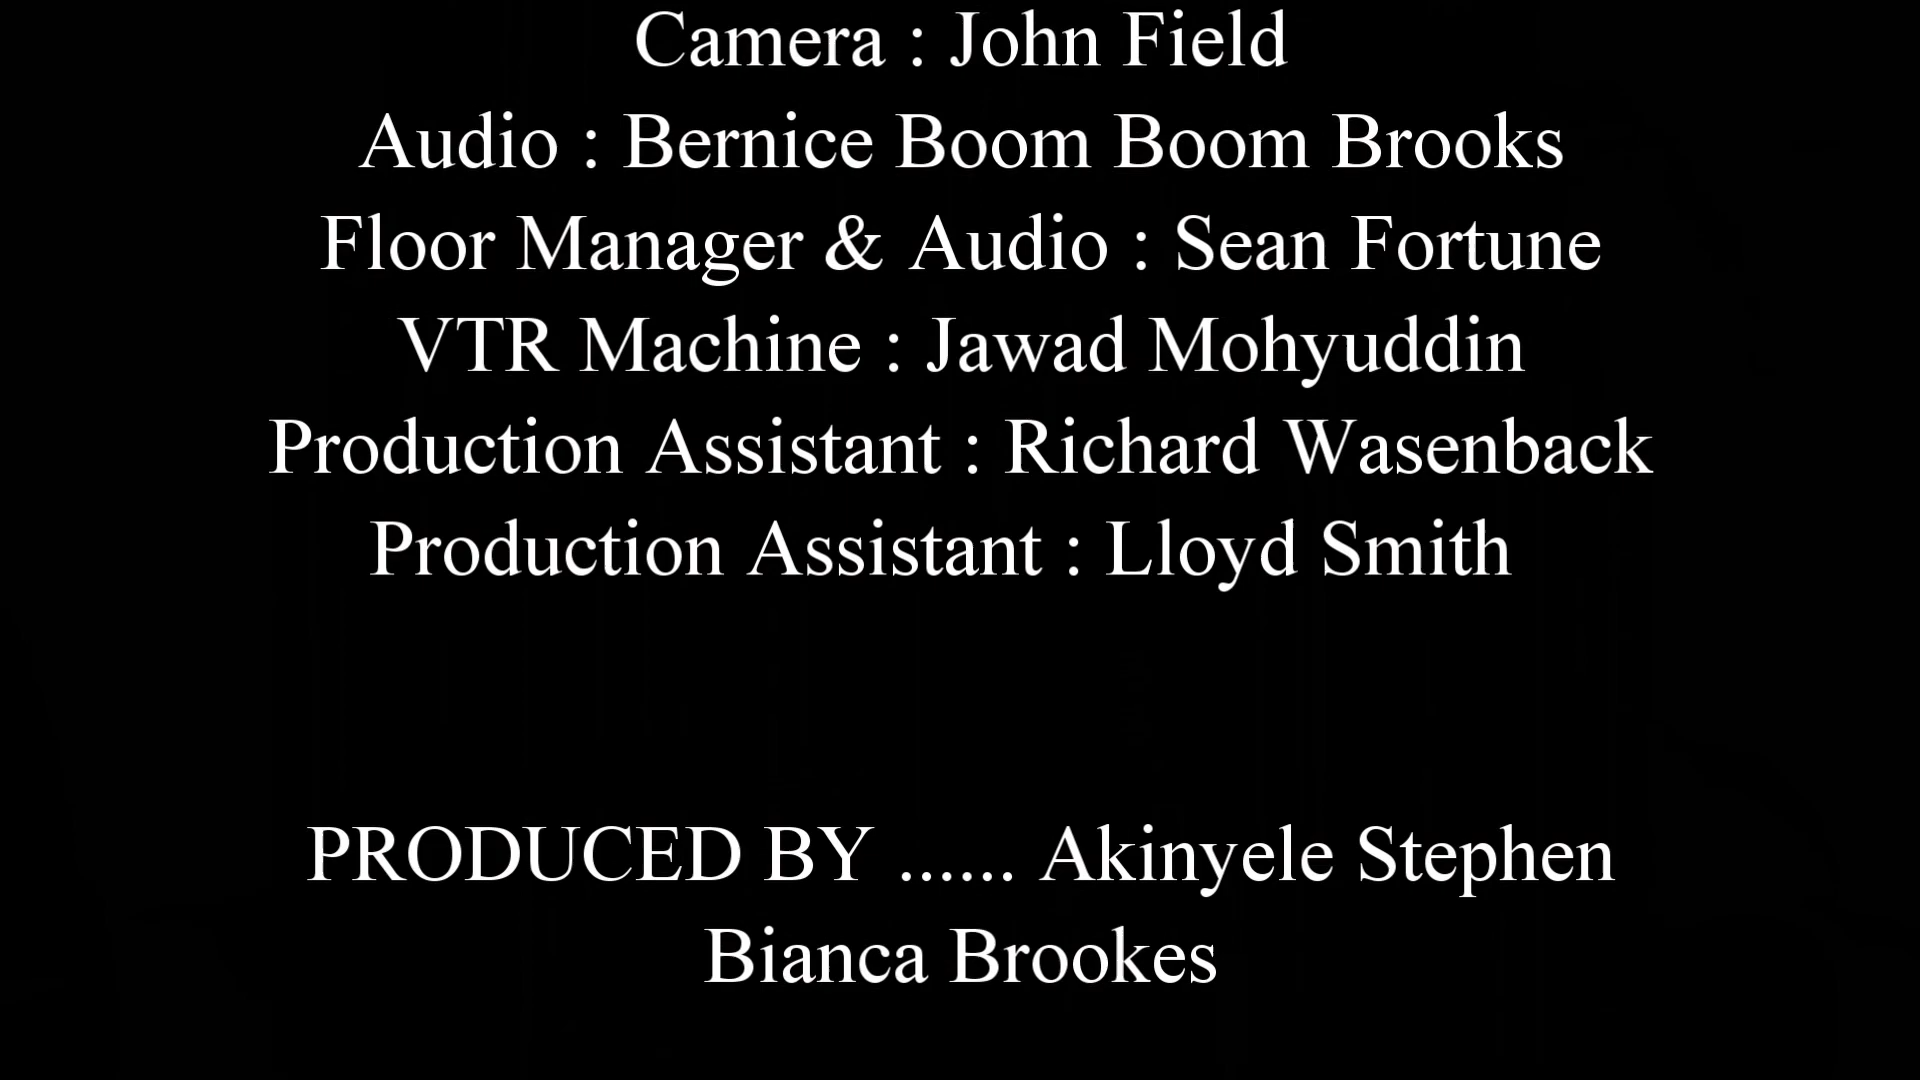 Camera : John Field
Audio : Bernice Boom Boom Brooks
Floor Manager & Audio : Sean Fortune
VTR Machine : Jawad Mohyuddin
Production Assistant : Richard Wasenback
Production Assistant : Lloyd Smith
PRODUCED BY ...... Akinyele Stephen
Bianca Brookes